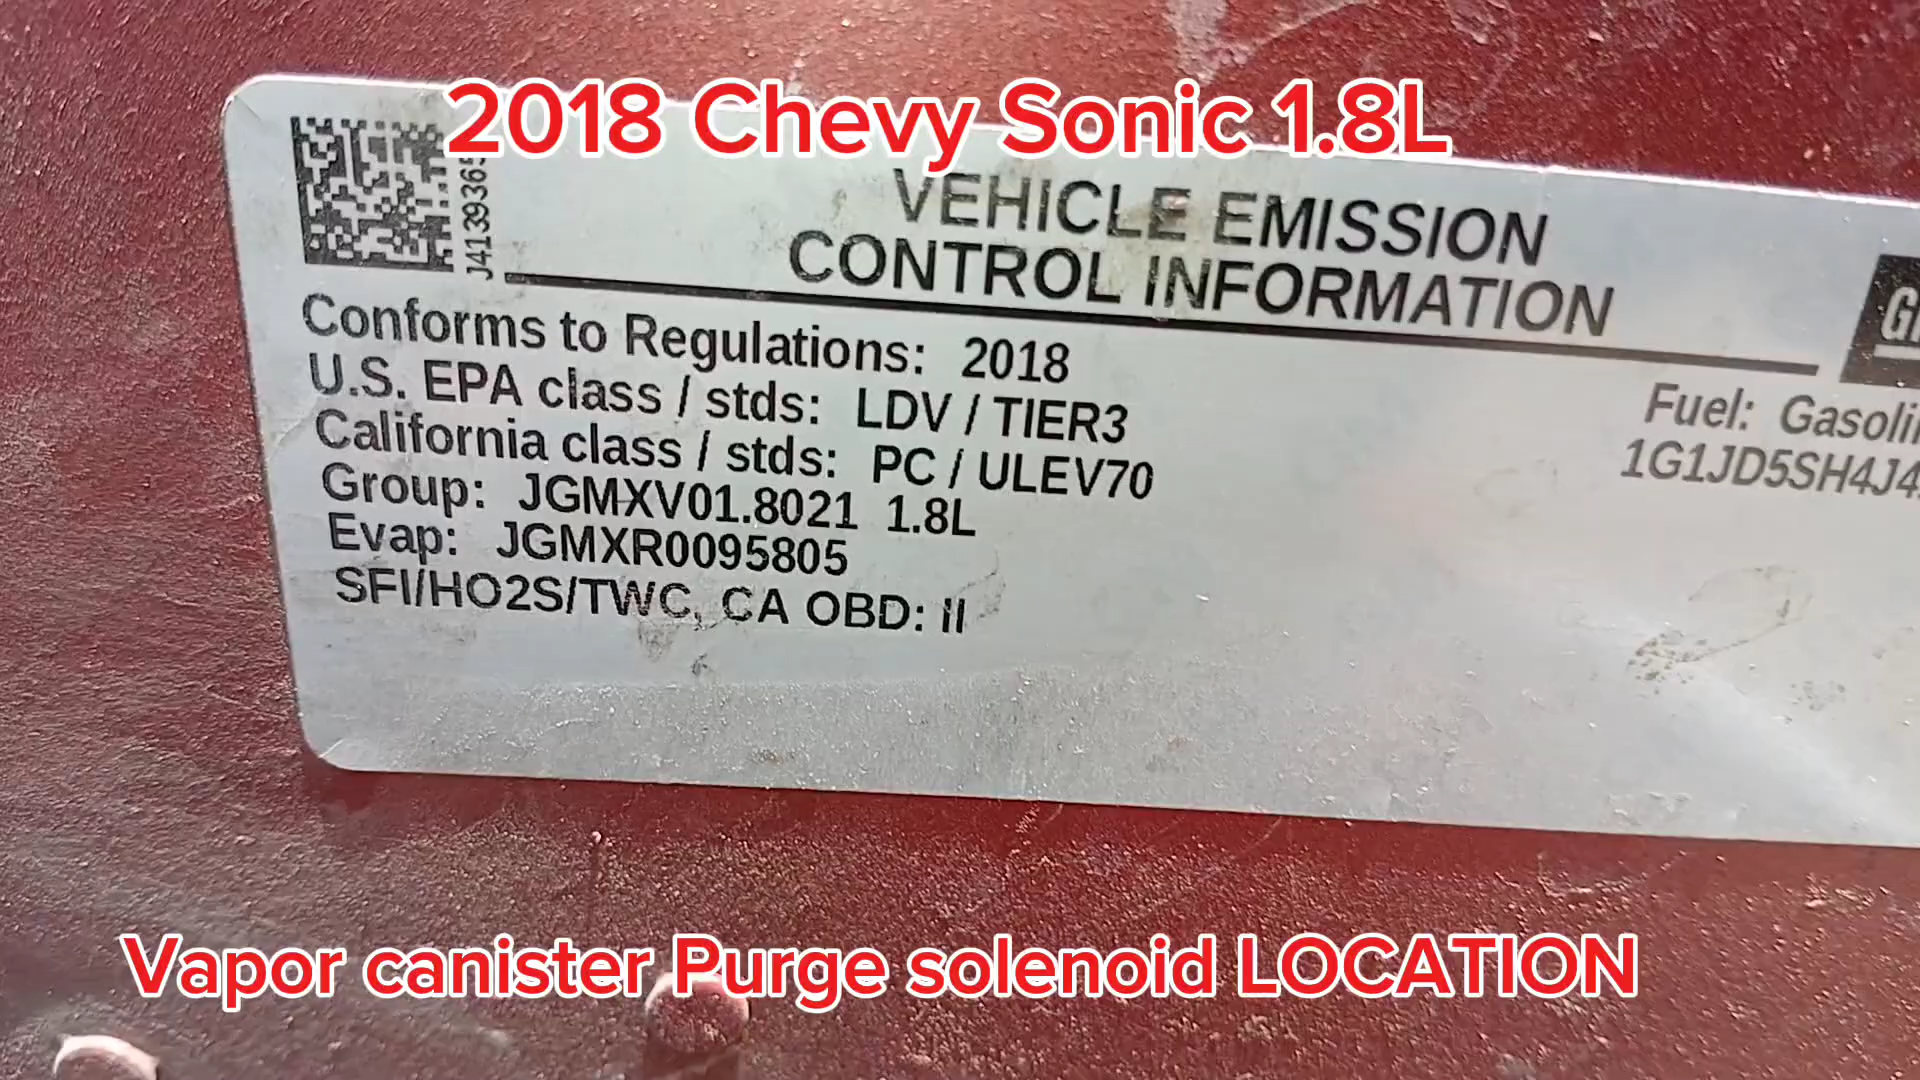 2018 Chevy Sonic 1.8L
VEHICLE EMISSION
CONTROL INFORMATION
Conforms to Regulations: 2018
U.S. EPA class / stds: LDV / TIER3
California class / stds: PC / ULEV70
Group: JGMXV01.8021 1.8L
Evap: JGMXR0095805
SFI/HO2S/TWC, CA OBD: II
Fuel:
1G1JD5SH4J4
Vapor canister Purge solenoid LOCATION